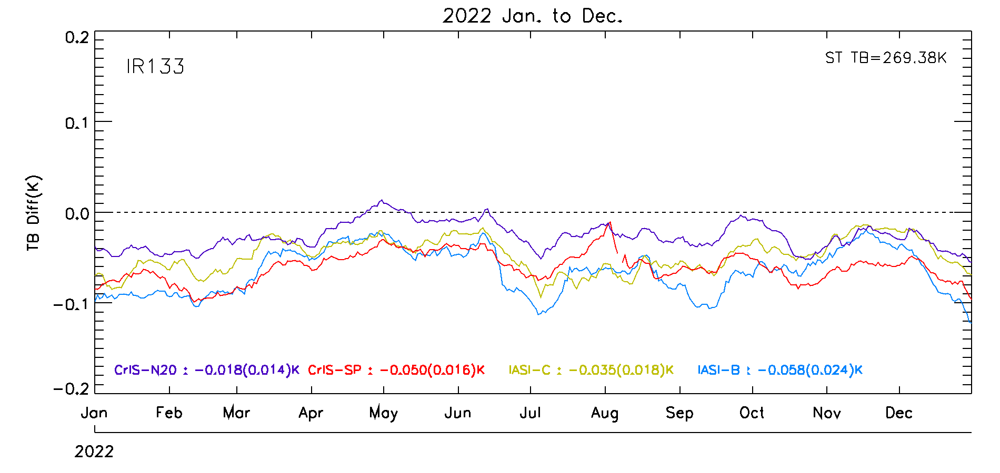 2022 Jan. to Dec.
0.2
IR133
ST TB=269.38K
0.1
TB Diff(K)
0.0
-0.1
CrIS-N20 : -0.018(0.014)K CrIS-SP : -0.050(0.016)K IASI-C : -0.035(0.018)K IASI-B : -0.058(0.024)K
-0.2
Jan Feb Mar Apr May Jun Jul Aug Sep Oct Nov Dec
2022